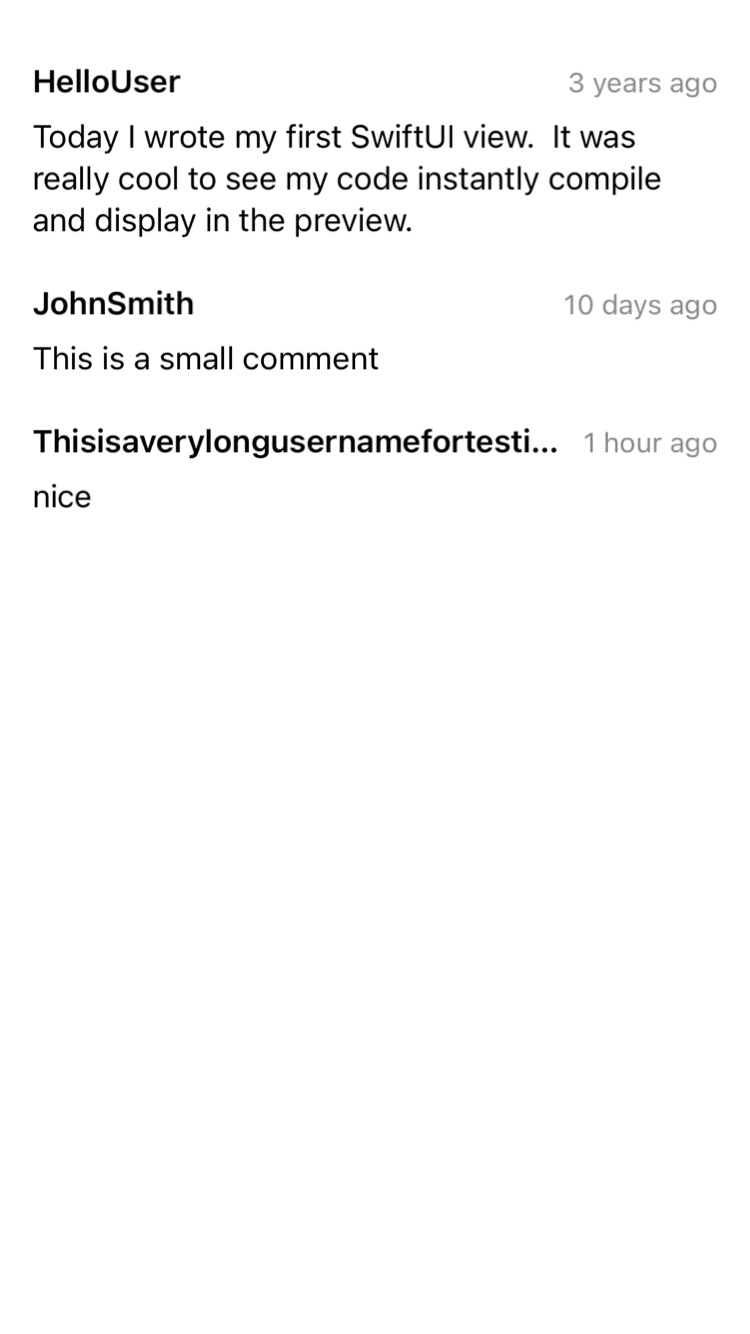 HelloUser 3 years ago
Today I wrote my first SwiftUI view.  It was
really cool to see my code instantly compile
and display in the preview.
JohnSmith 10 days ago
This is a small comment
Thisisaverylongusernamefortesti... 1 hour ago
nice